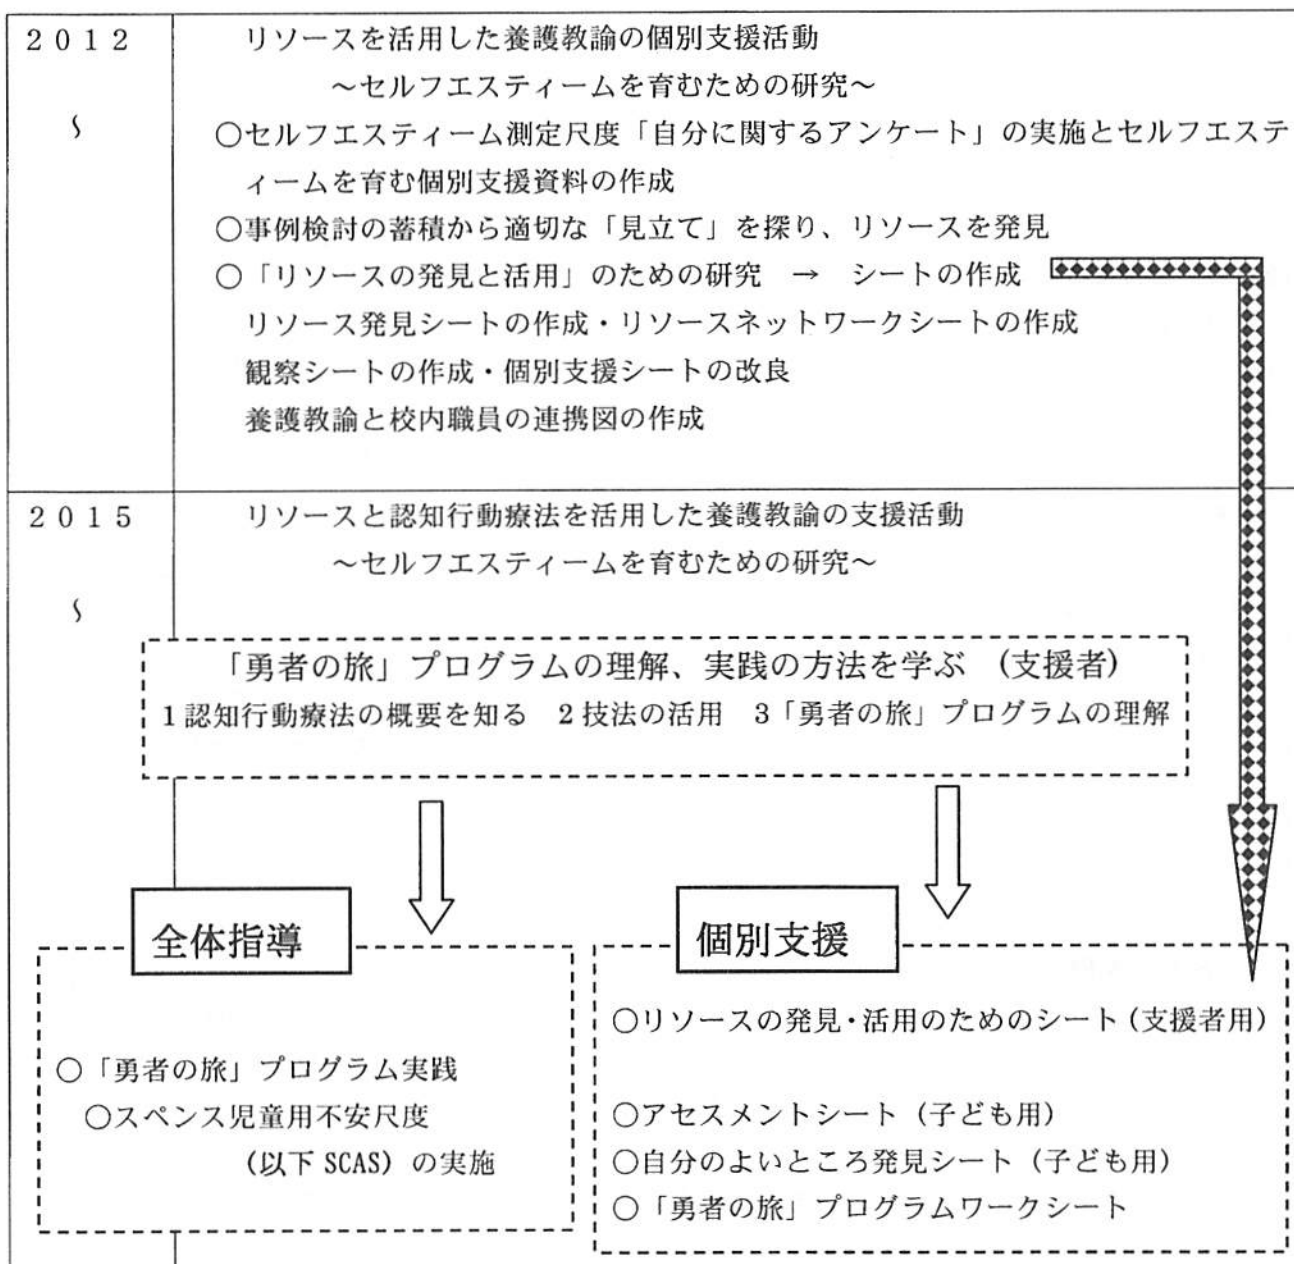 2012
〜
リソースを活用した養護教諭の個別支援活動
～セルフエスティームを育むための研究～
○セルフエスティーム測定尺度「自分に関するアンケート」の実施とセルフエステ
ィームを育む個別支援資料の作成
○事例検討の蓄積から適切な「見立て」を探り、リソースを発見
○「リソースの発見と活用」のための研究　→　シートの作成
リソース発見シートの作成・リソースネットワークシートの作成
観察シートの作成・個別支援シートの改良
養護教諭と校内職員の連携図の作成
2015
〜
リソースと認知行動療法を活用した養護教諭の支援活動
～セルフエスティームを育むための研究～
「勇者の旅」プログラムの理解、実践の方法を学ぶ　(支援者)
1認知行動療法の概要を知る　2技法の活用　3「勇者の旅」プログラムの理解
全体指導
○「勇者の旅」プログラム実践
○スペンス児童用不安尺度
(以下 SCAS) の実施
個別支援
○リソースの発見・活用のためのシート(支援者用)
○アセスメントシート (子ども用)
○自分のよいところ発見シート (子ども用)
○「勇者の旅」プログラムワークシート